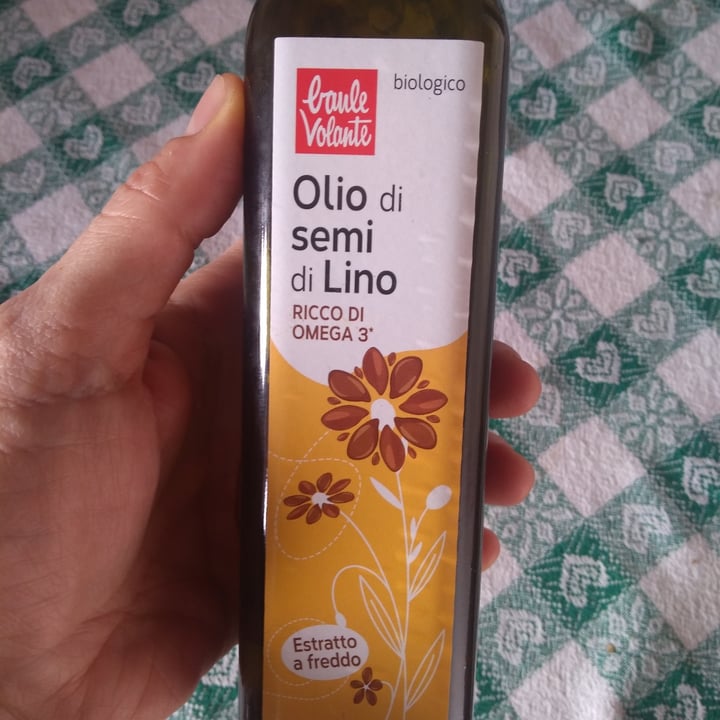 baule
Volante
biologico
Olio di
semi
di Lino
RICCO DI
OMEGA 3*
Estratto
a freddo